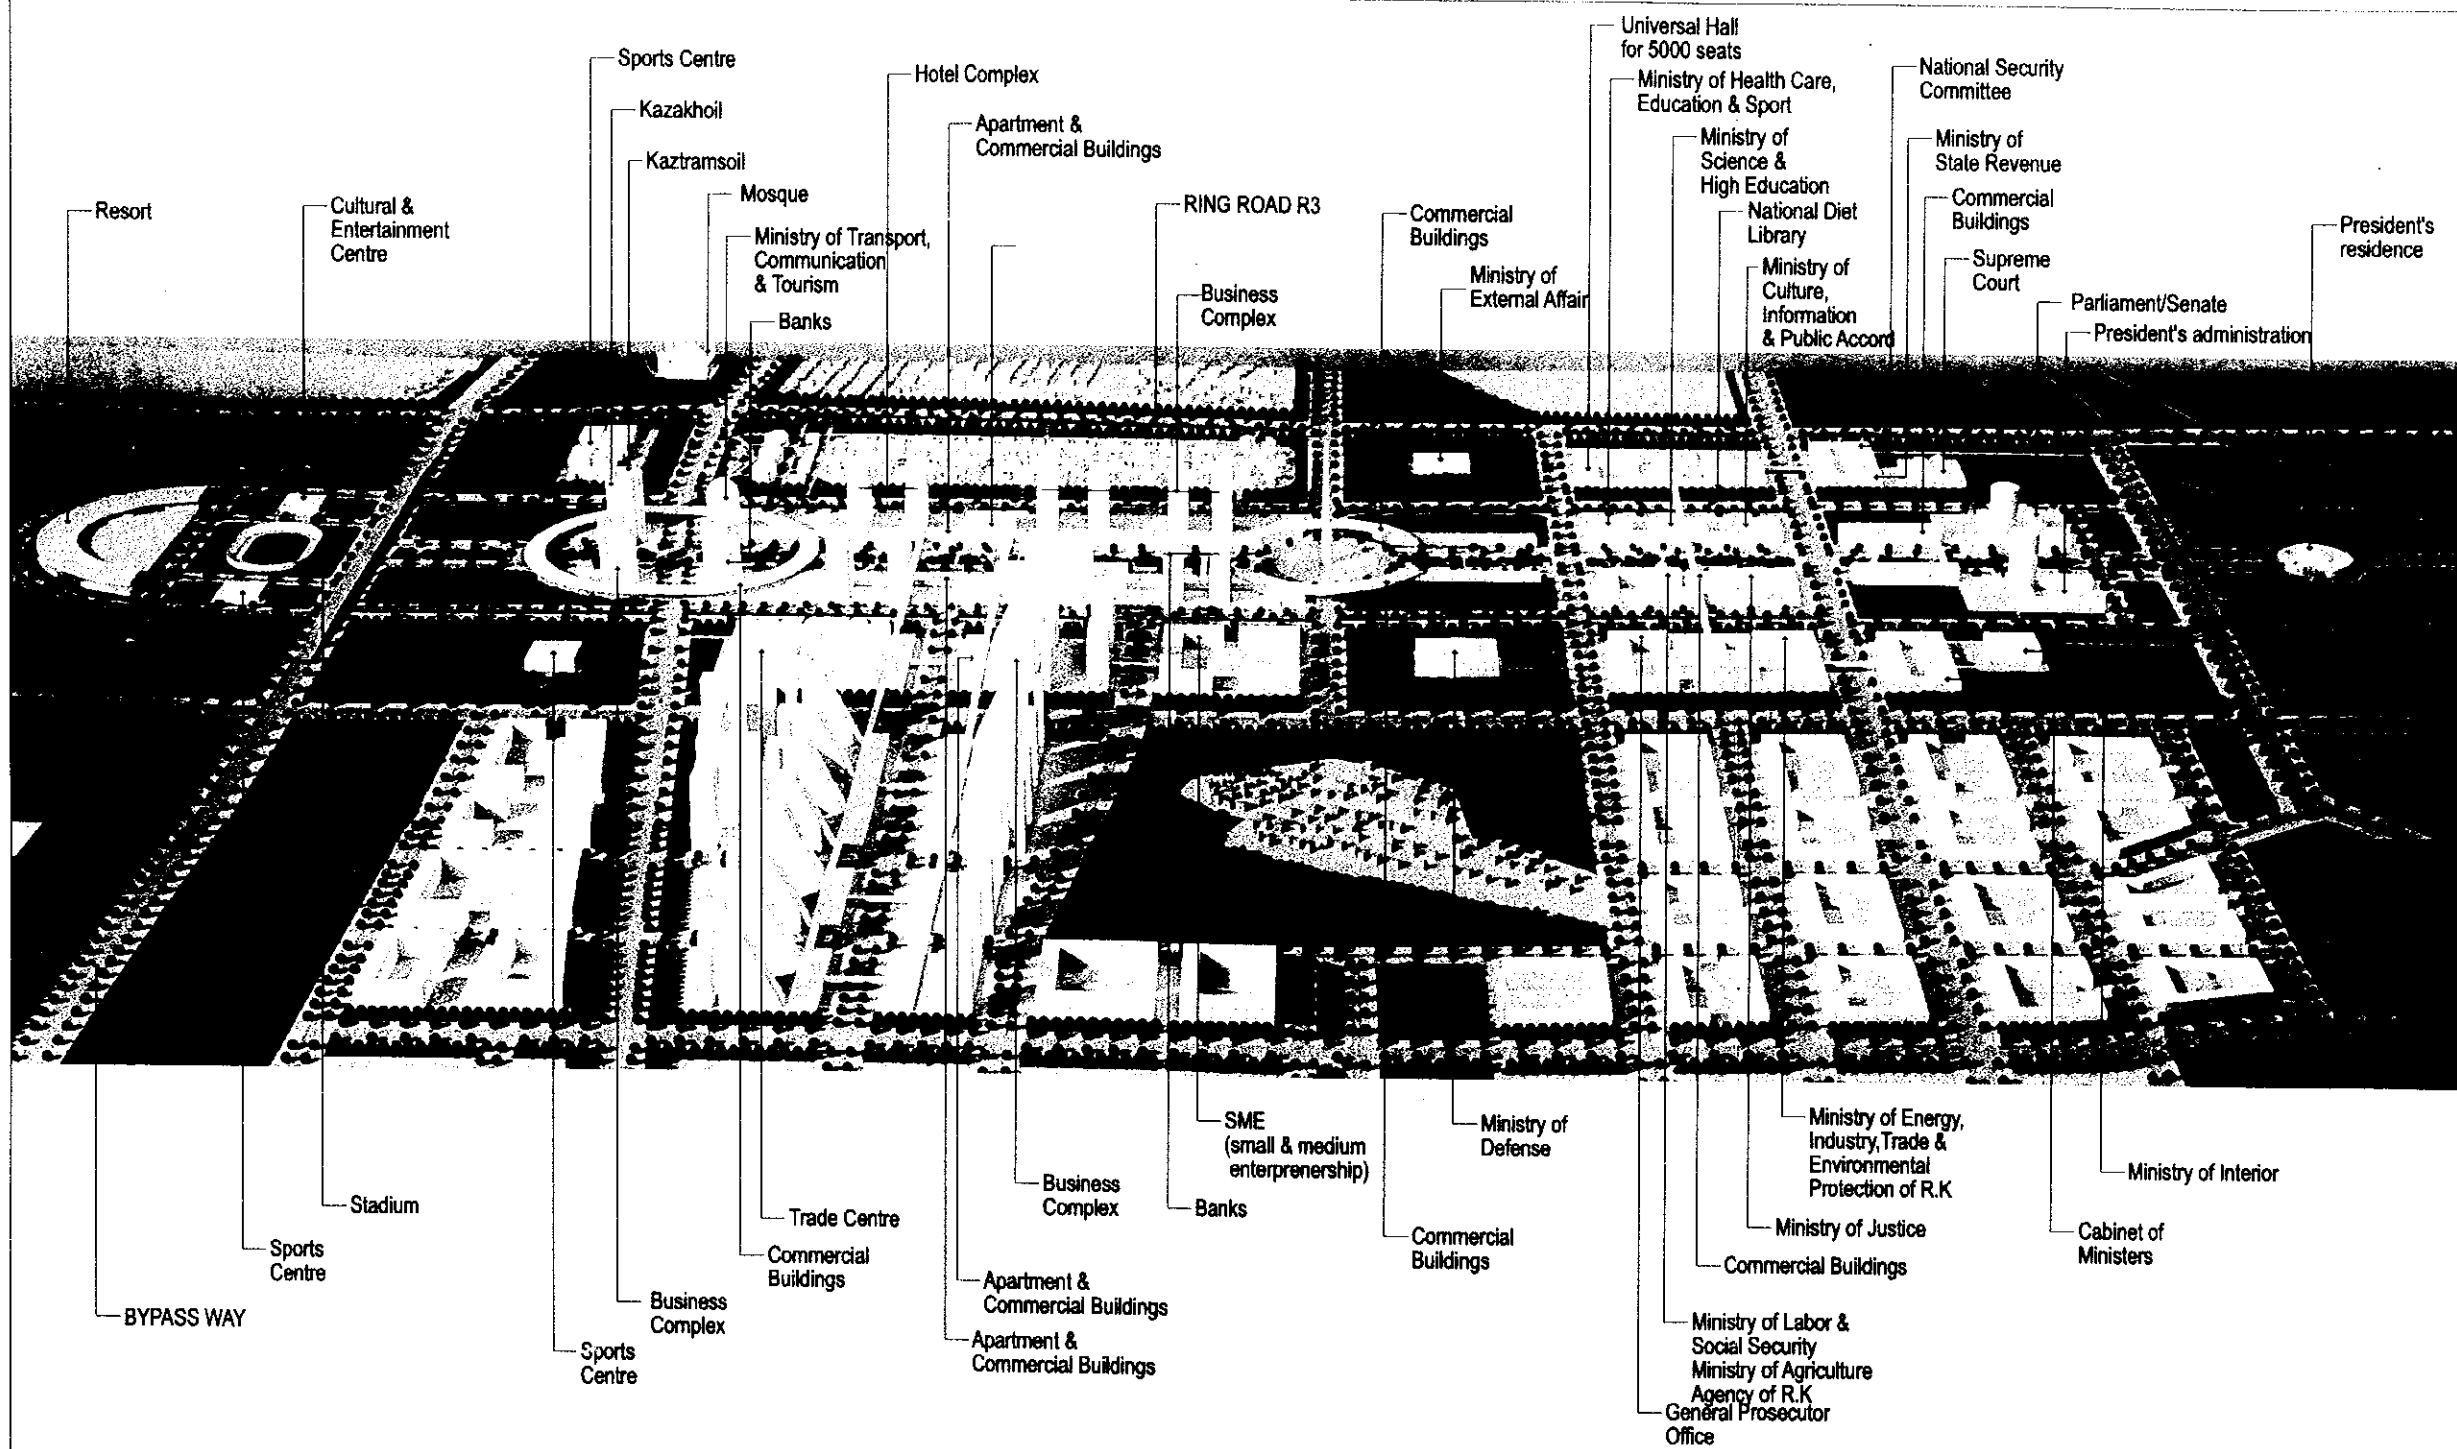 Universal Hall
for 5000 seats
Sports Centre
Hotel Complex
National Security
Committee
Ministry of Health Care,
Education & Sport
Kazakhoil
Apartment &
Commercial Buildings
Ministry of
Science &
High Education
Ministry of
State Revenue
Kaztramsoil
Mosque
Resort
Cultural &
Entertainment
Centre
RING ROAD R3
Commercial
Buildings
National Diet
Library
Commercial
Buildings
President's
residence
Ministry of Transport,
Communication
& Tourism
Ministry of
External Affair
Ministry of
Culture,
Information
& Public Accord
Supreme
Court
Business
Complex
Parliament/Senate
Banks
President's administration
SME
(small & medium
enterprenership)
Ministry of
Defense
Ministry of Energy,
Industry,Trade &
Environmental
Protection of R.K
Ministry of Interior
Business
Complex
Stadium
Trade Centre
Banks
Ministry of Justice
Cabinet of
Ministers
Sports
Centre
Commercial
Buildings
Commercial
Buildings
Commercial Buildings
Apartment &
Commercial Buildings
BYPASS WAY
Business
Complex
Apartment &
Commercial Buildings
Sports
Centre
Ministry of Labor &
Social Security
Ministry of Agriculture
Agency of R.K
General Prosecutor
Office